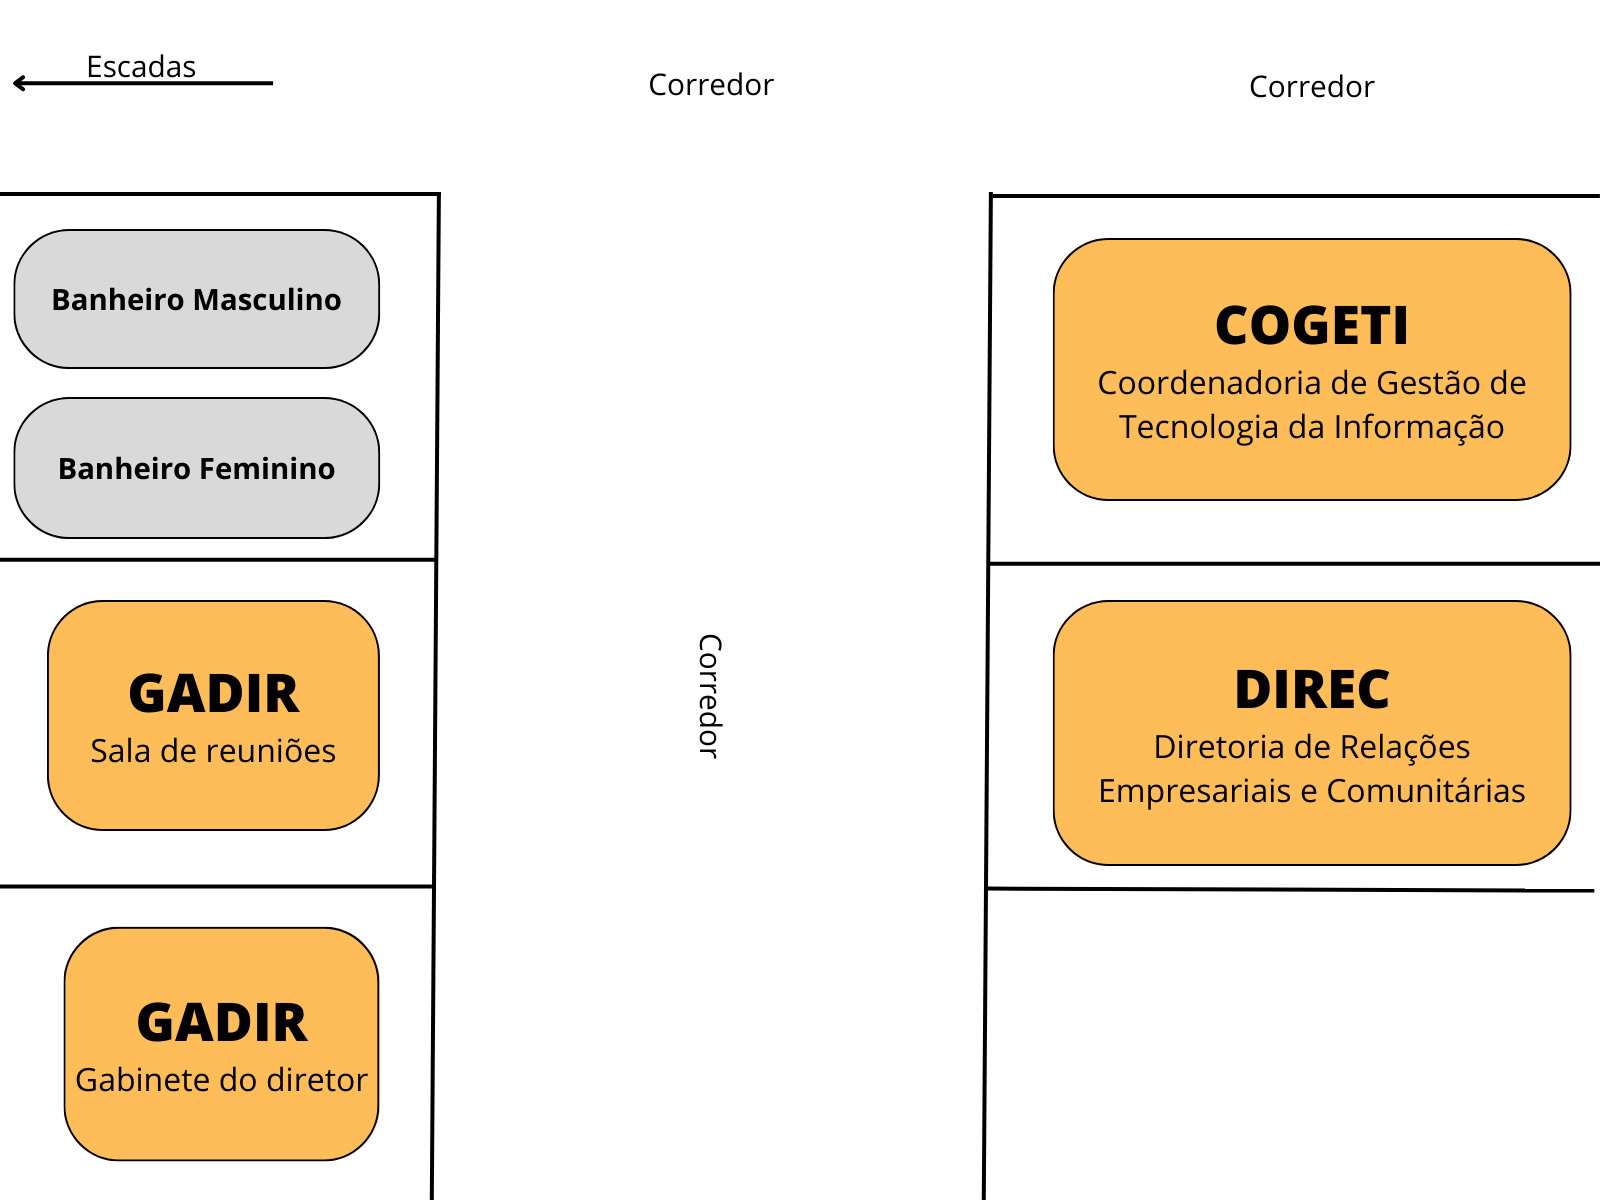 Escadas
Corredor
Corredor
Banheiro Masculino
Banheiro Feminino
COGETI
Coordenadoria de Gestão de
Tecnologia da Informação
GADIR
Sala de reuniões
Corredor
DIREC
Diretoria de Relações
Empresariais e Comunitárias
GADIR
Gabinete do diretor